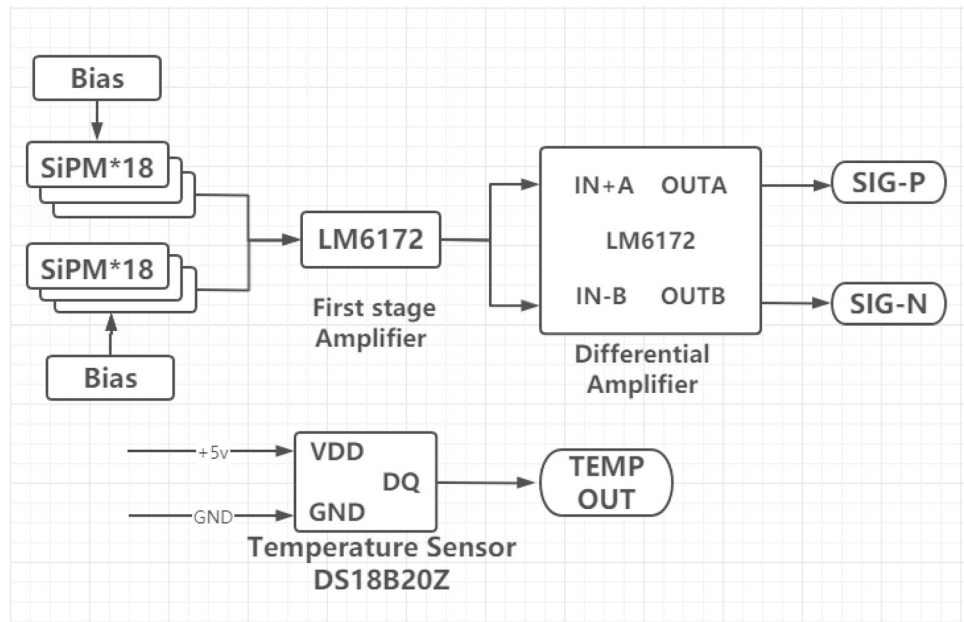 Bias
SiPM*18
SiPM*18
Bias
LM6172
First stage
Amplifier
IN+A OUTA
LM6172
IN-B OUTB
Differential
Amplifier
SIG-P
SIG-N
+5v
GND
VDD
DQ
GND
Temperature Sensor
DS18B20Z
TEMP
OUT